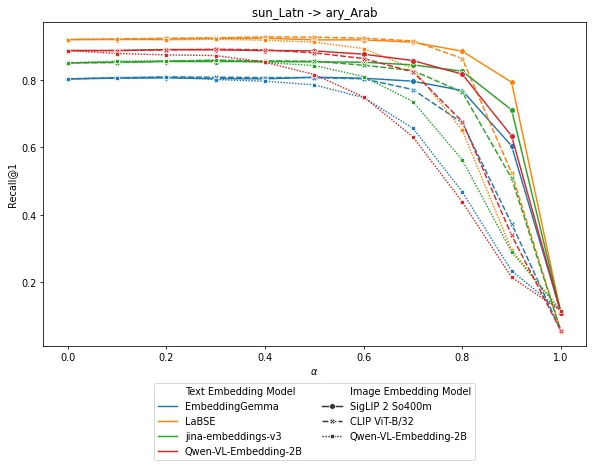 sun_Latn -> ary_Arab
Recall@1
0.8
0.6
0.4
0.2
0.0 0.2 0.4 0.6 0.8 1.0
α
Text Embedding Model Image Embedding Model
EmbeddingGemma SigLIP 2 So400m
LaBSE CLIP ViT-B/32
jina-embeddings-v3 Qwen-VL-Embedding-2B
Qwen-VL-Embedding-2B